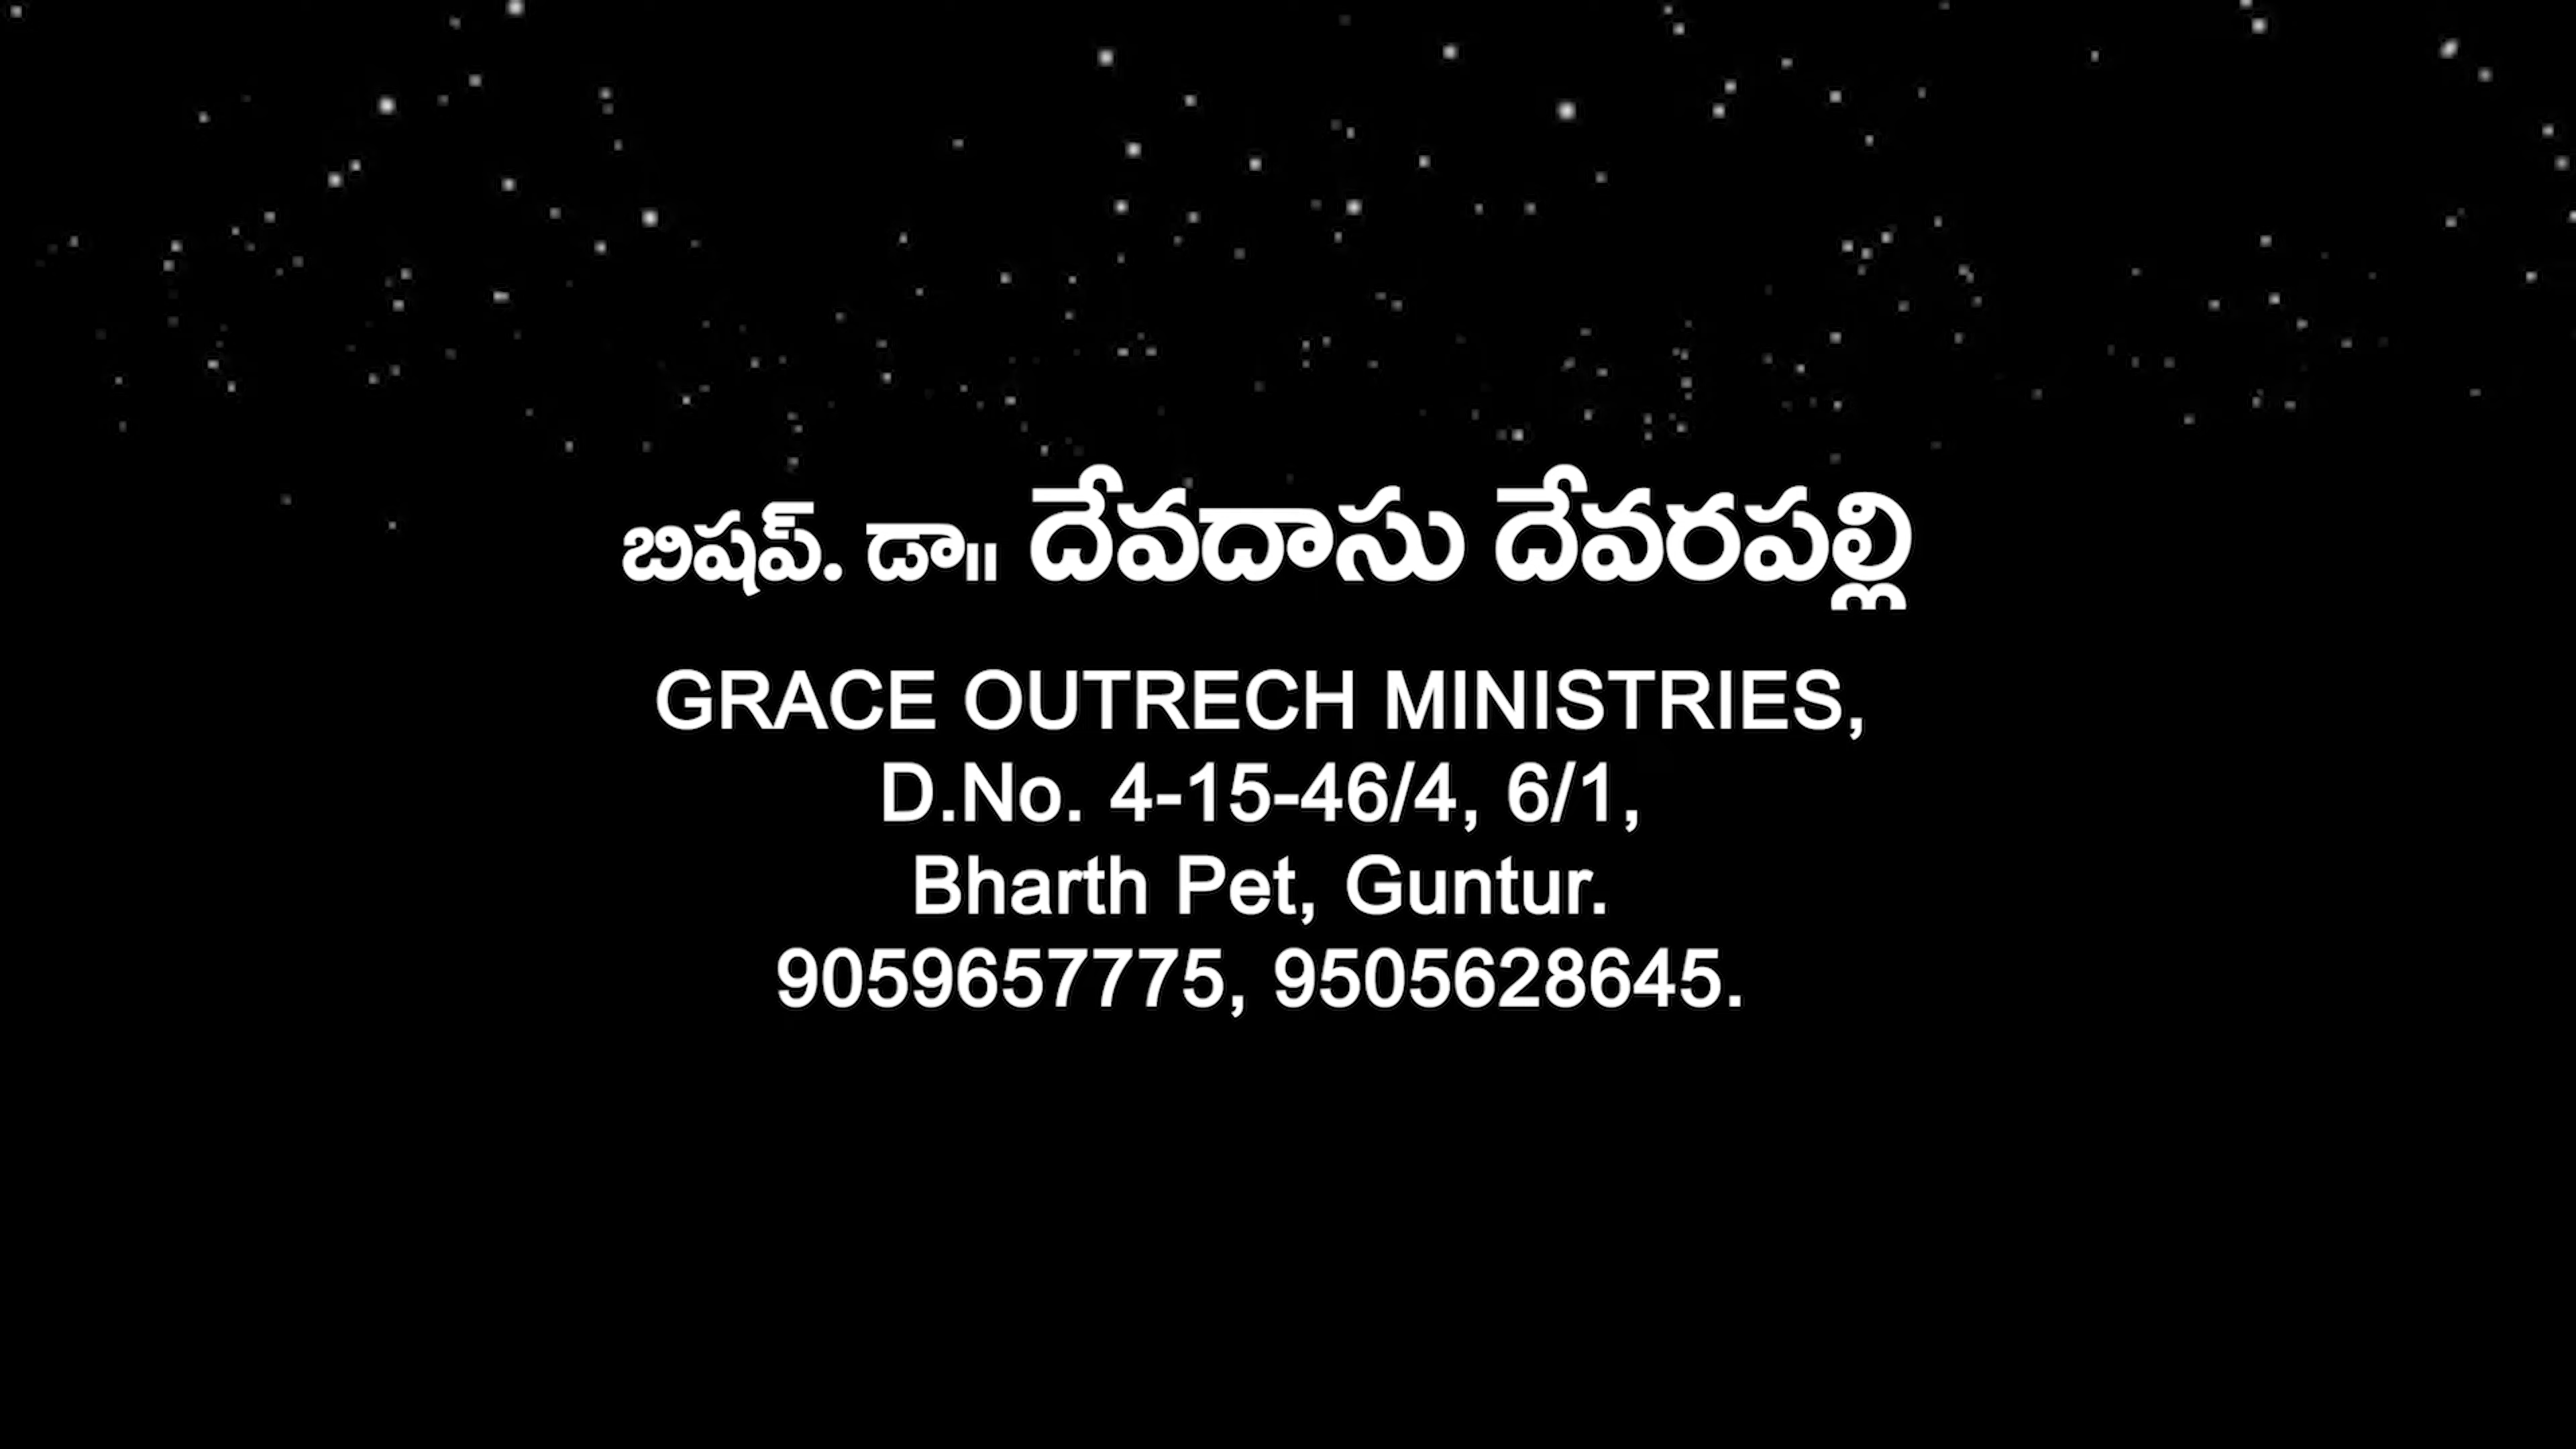 బిషప్. డా॥ దేవదాసు దేవరపల్లి
GRACE OUTRECH MINISTRIES,
D.No. 4-15-46/4, 6/1,
Bharth Pet, Guntur.
9059657775, 9505628645.